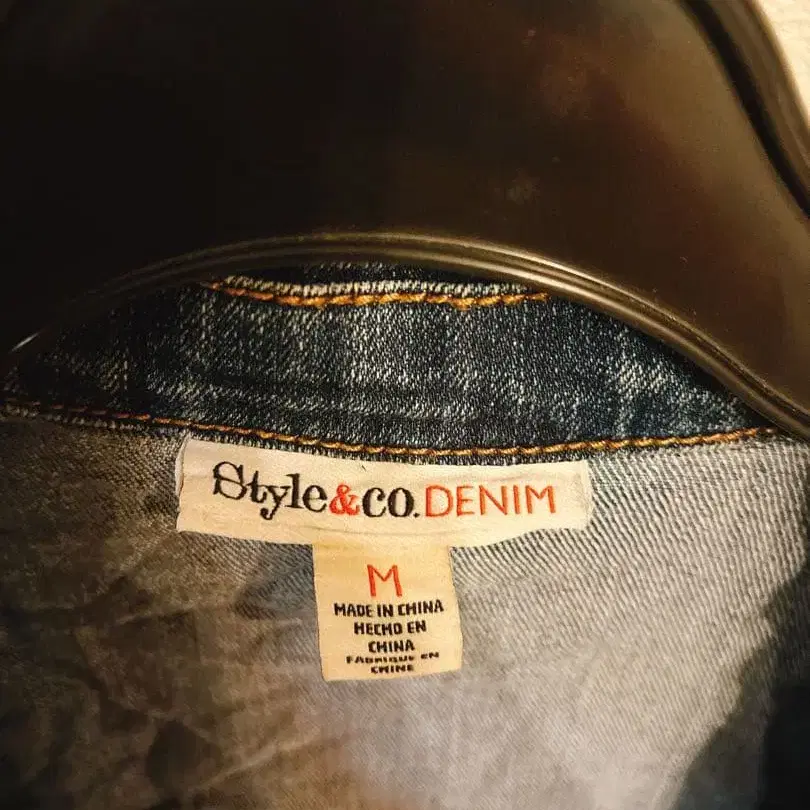 Style&co.DENIM
M
MADE IN CHINA
HECHO EN
CHINA
FABRIQUE EN
CHINE